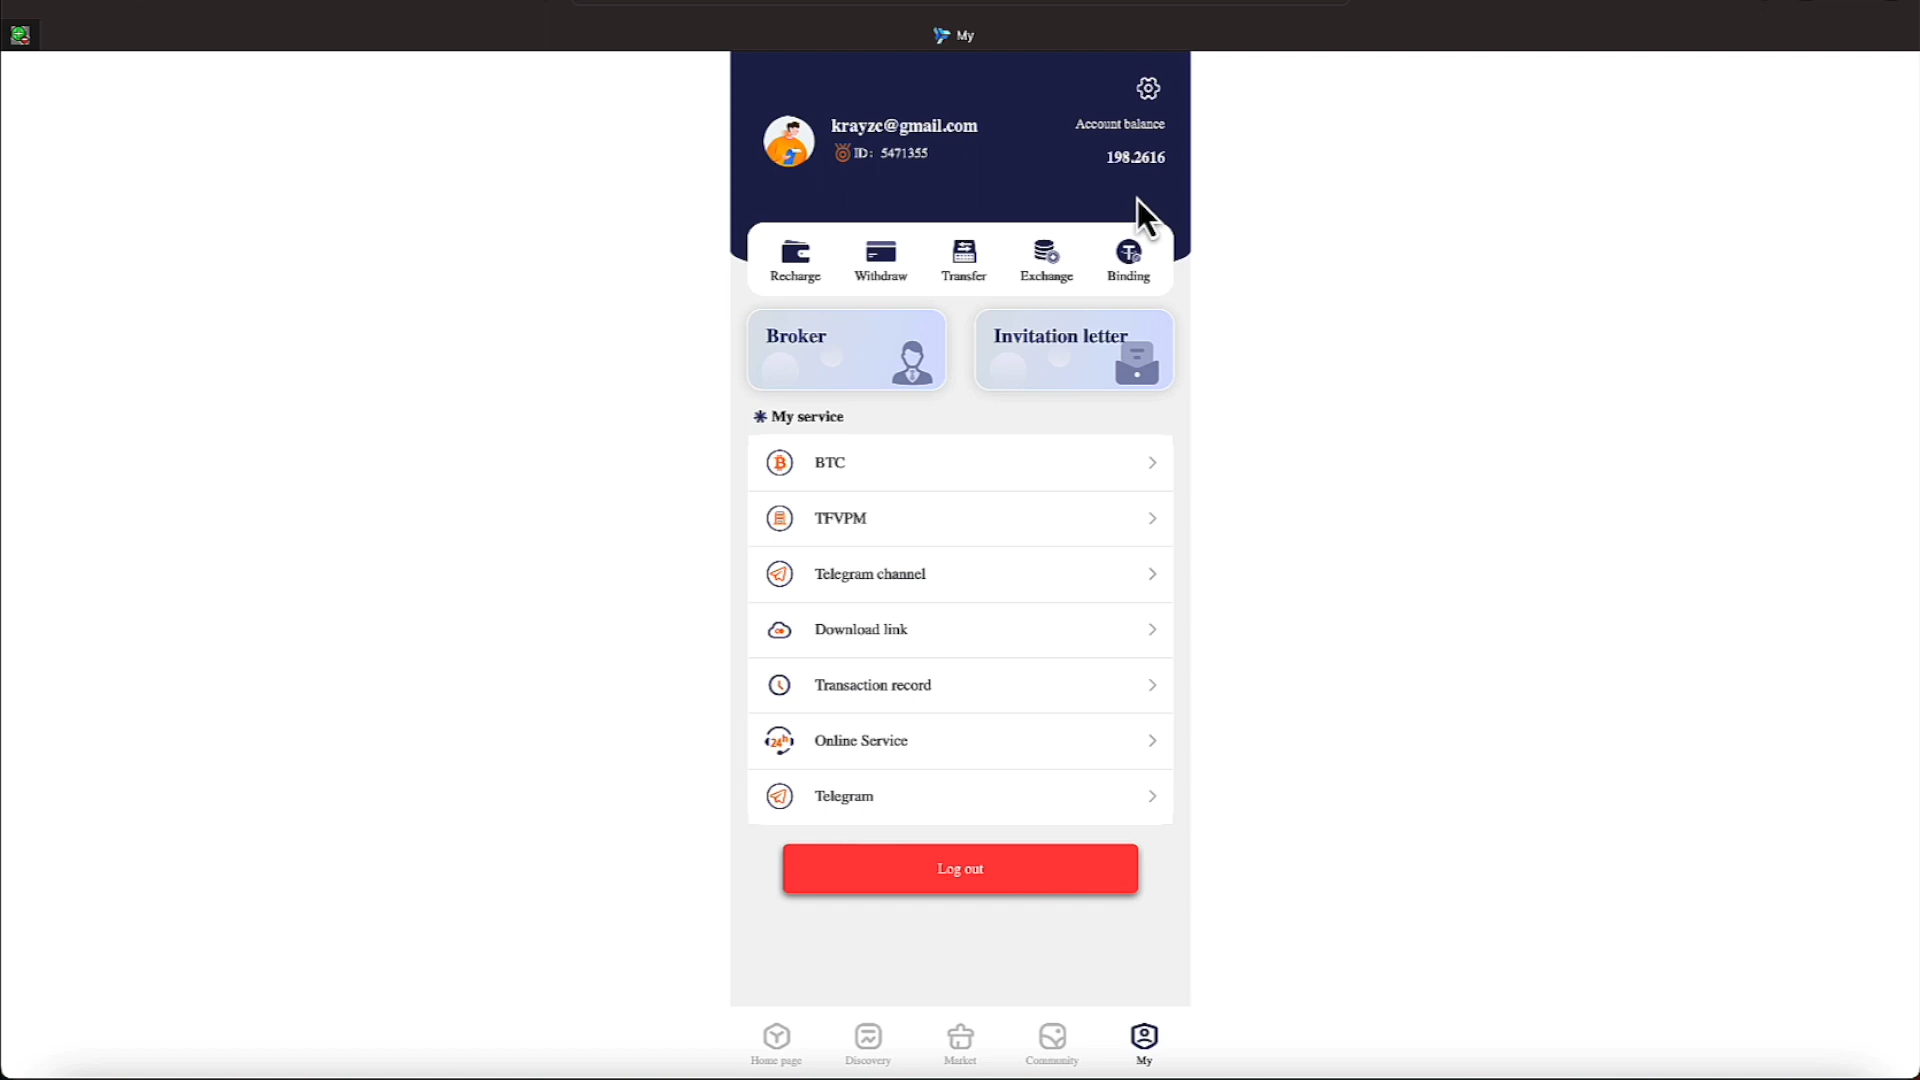 My
krayze@gmail.com
Account balance
ID: 5471355
198.2616
Recharge
Withdraw
Transfer
Exchange
Binding
Broker
Invitation letter
My service
BTC
TFVPM
Telegram channel
Download link
Transaction record
24h
Online Service
Telegram
Log out
Home page
Discovery
Market
Community
My